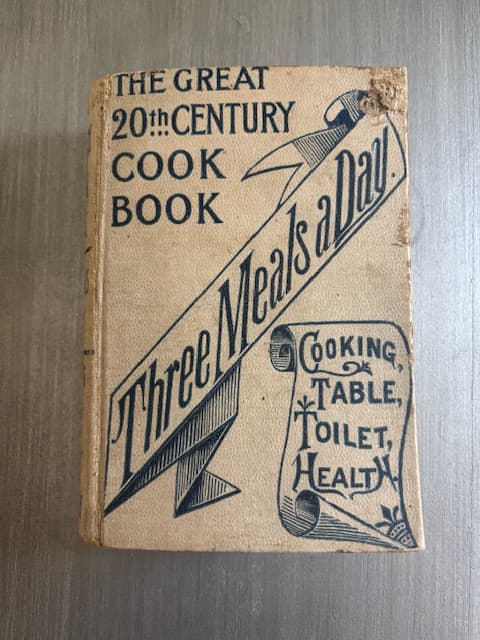 THE GREAT
20th CENTURY
COOK
BOOK
Three Meals a Day.
COOKING,
TABLE,
TOILET,
HEALTH.